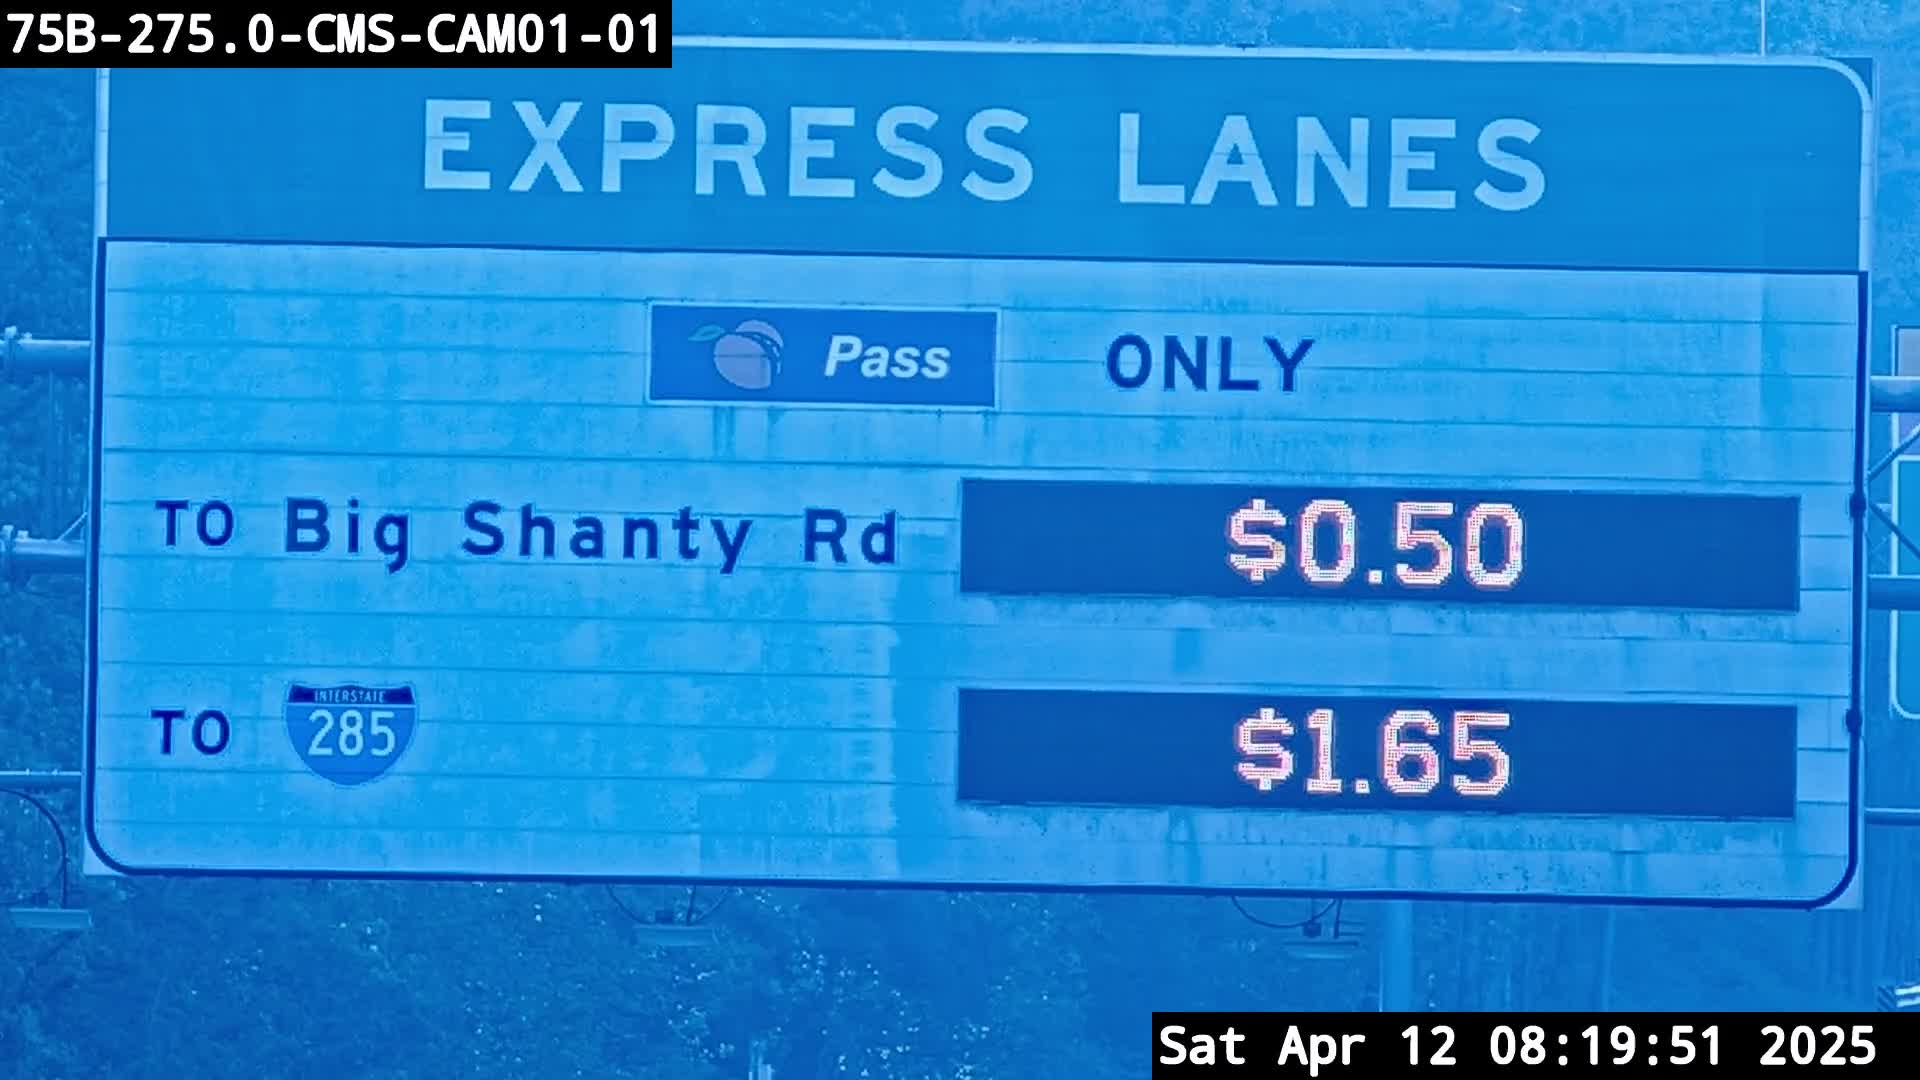 75B-275.0-CMS-CAM01-01
EXPRESS LANES
Pass ONLY
TO Big Shanty Rd $0.50
INTERSTATE
TO 285 $1.65
Sat Apr 12 08:19:51 2025